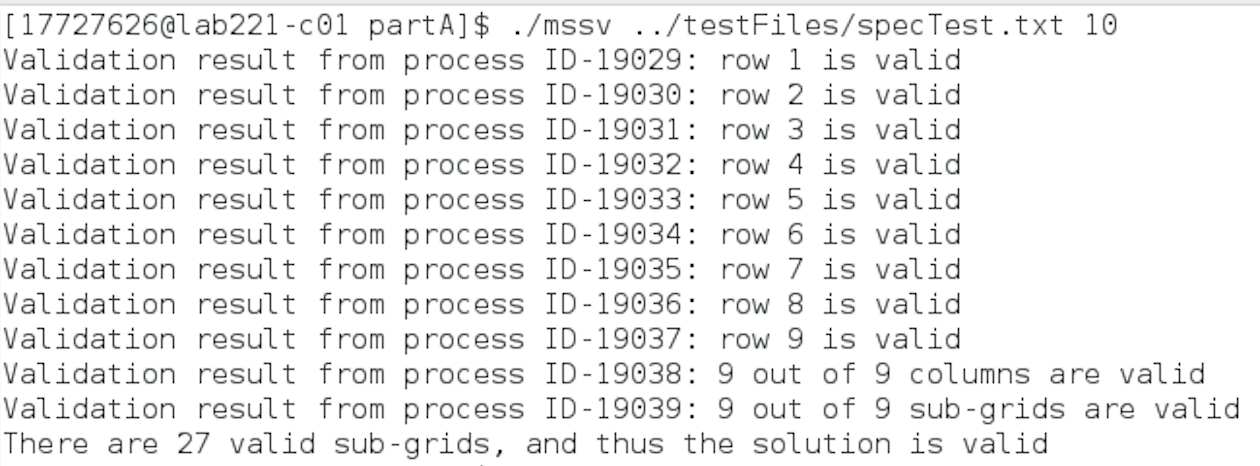 [17727626@lab221-c01 partA]$ ./mssv ../testFiles/specTest.txt 10
Validation result from process ID-19029: row 1 is valid
Validation result from process ID-19030: row 2 is valid
Validation result from process ID-19031: row 3 is valid
Validation result from process ID-19032: row 4 is valid
Validation result from process ID-19033: row 5 is valid
Validation result from process ID-19034: row 6 is valid
Validation result from process ID-19035: row 7 is valid
Validation result from process ID-19036: row 8 is valid
Validation result from process ID-19037: row 9 is valid
Validation result from process ID-19038: 9 out of 9 columns are valid
Validation result from process ID-19039: 9 out of 9 sub-grids are valid
There are 27 valid sub-grids, and thus the solution is valid